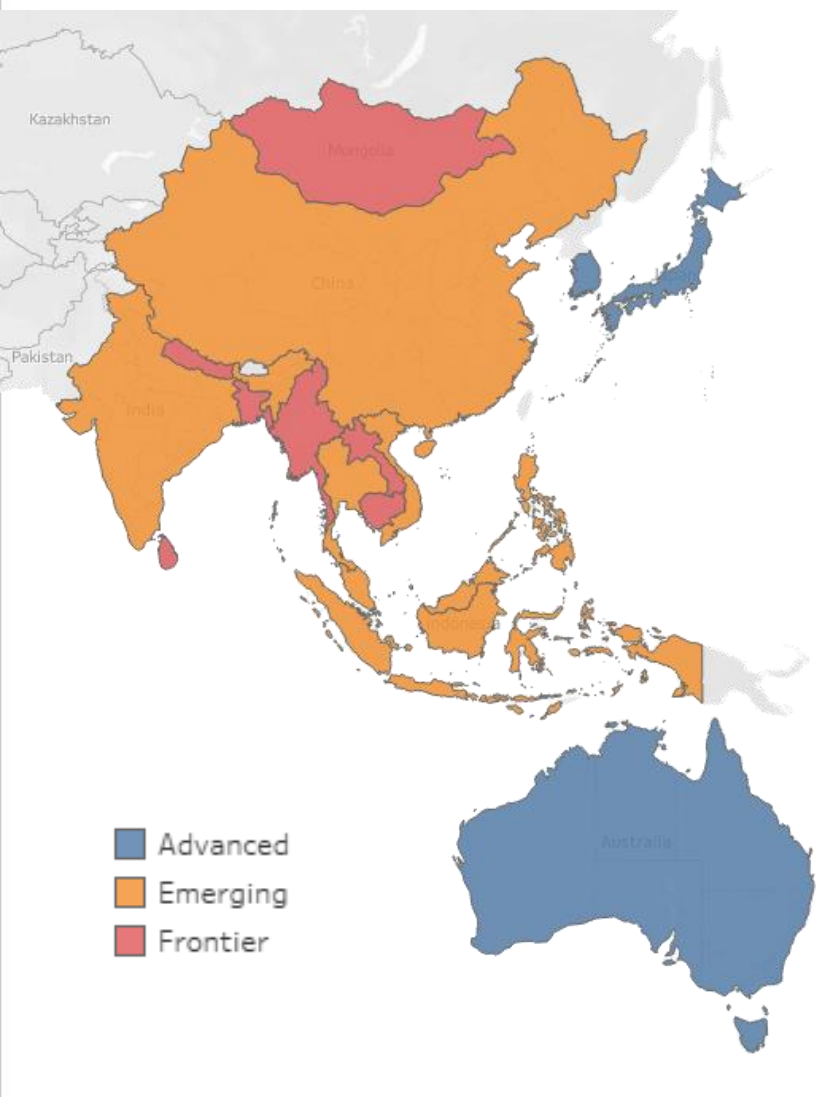 Kazakhstan
Mongolia
China
Pakistan
India
Indonesia
Australia
Advanced
Emerging
Frontier